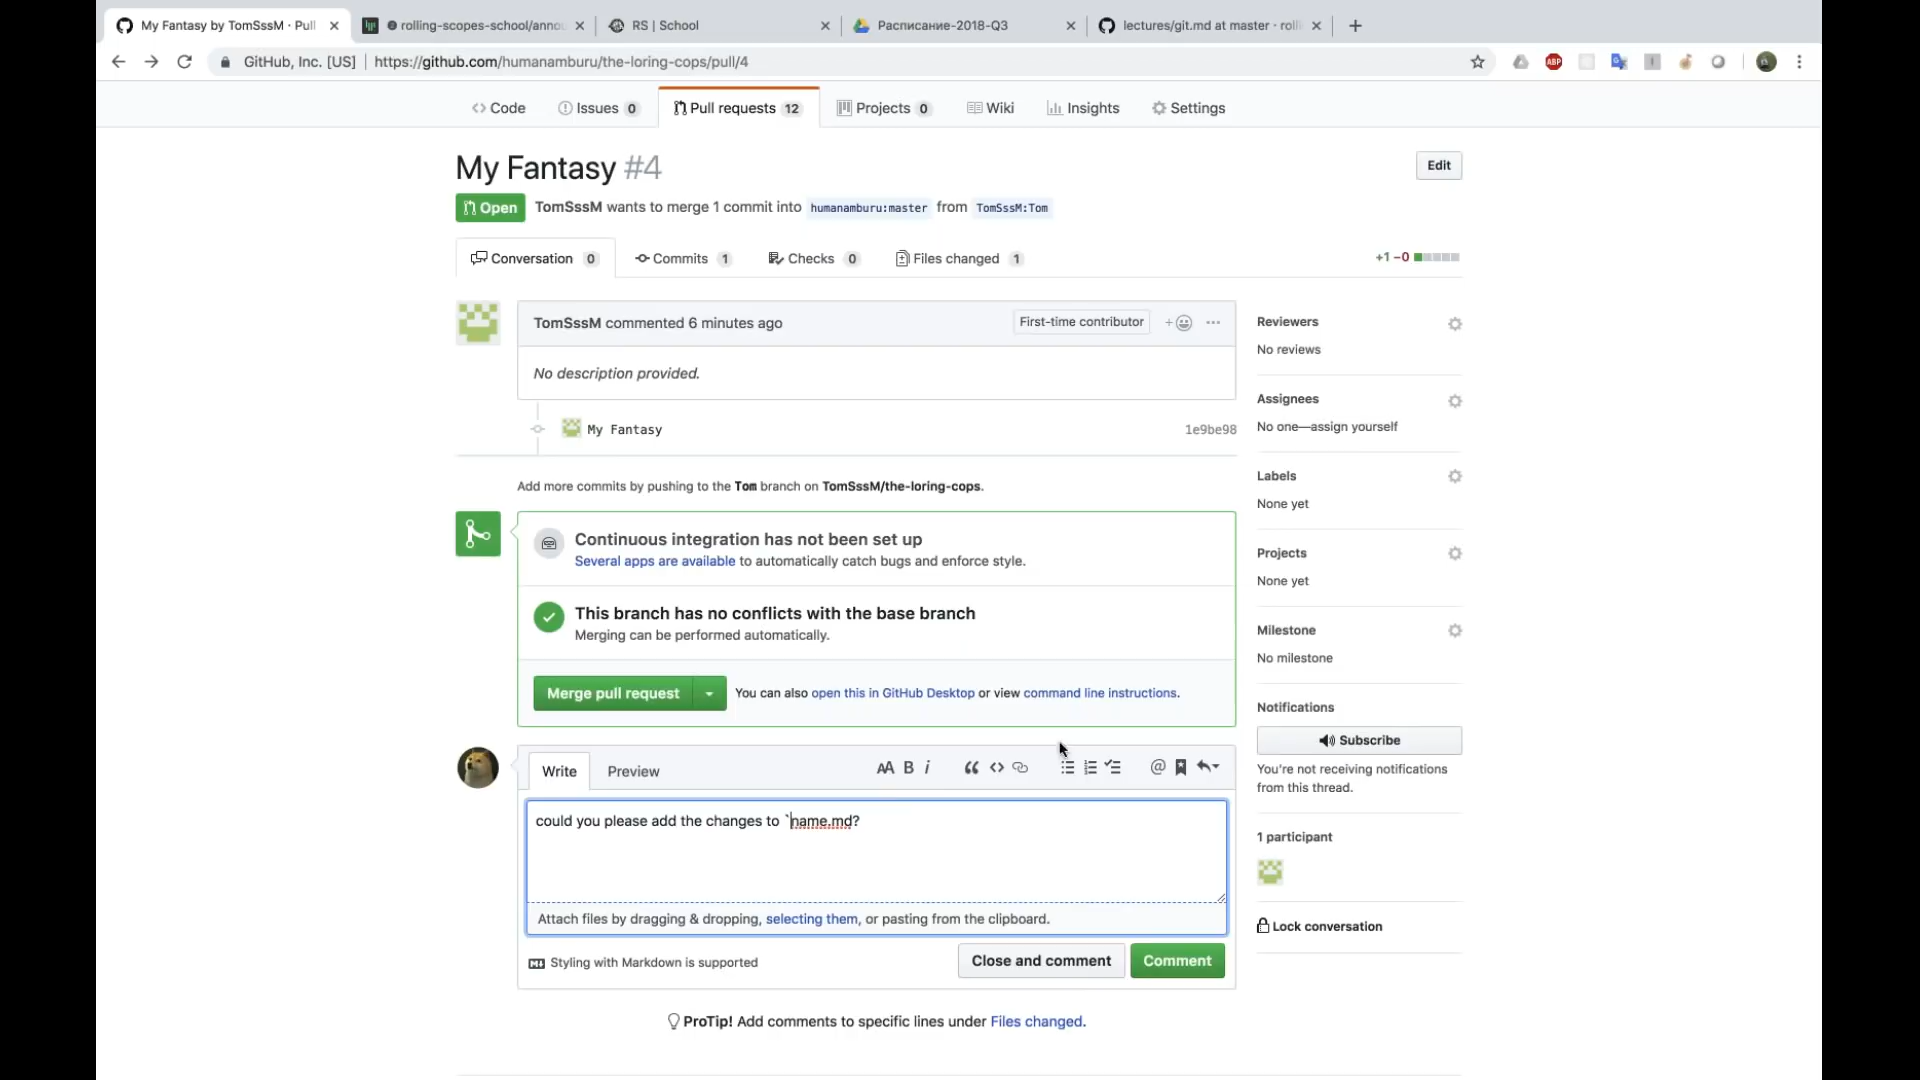 My Fantasy by TomSssM · Pull
rolling-scopes-school/annou
RS | School
Расписание-2018-Q3
lectures/git.md at master · rolli
GitHub, Inc. [US] | https://github.com/humanamburu/the-loring-cops/pull/4
ABP
Code
Issues 0
Pull requests 12
Projects 0
Wiki
Insights
Settings
My Fantasy #4
Edit
Open
TomSssM wants to merge 1 commit into humanamburu:master from TomSssM:Tom
Conversation 0
Commits 1
Checks 0
Files changed 1
+1 −0
TomSssM commented 6 minutes ago
First-time contributor
No description provided.
My Fantasy
1e9be98
Add more commits by pushing to the Tom branch on TomSssM/the-loring-cops.
Continuous integration has not been set up
Several apps are available to automatically catch bugs and enforce style.
This branch has no conflicts with the base branch
Merging can be performed automatically.
Merge pull request
You can also open this in GitHub Desktop or view command line instructions.
Write
Preview
AA B i
could you please add the changes to `name.md?
Attach files by dragging & dropping, selecting them, or pasting from the clipboard.
Styling with Markdown is supported
Close and comment
Comment
ProTip! Add comments to specific lines under Files changed.
Reviewers
No reviews
Assignees
No one—assign yourself
Labels
None yet
Projects
None yet
Milestone
No milestone
Notifications
Subscribe
You're not receiving notifications
from this thread.
1 participant
Lock conversation